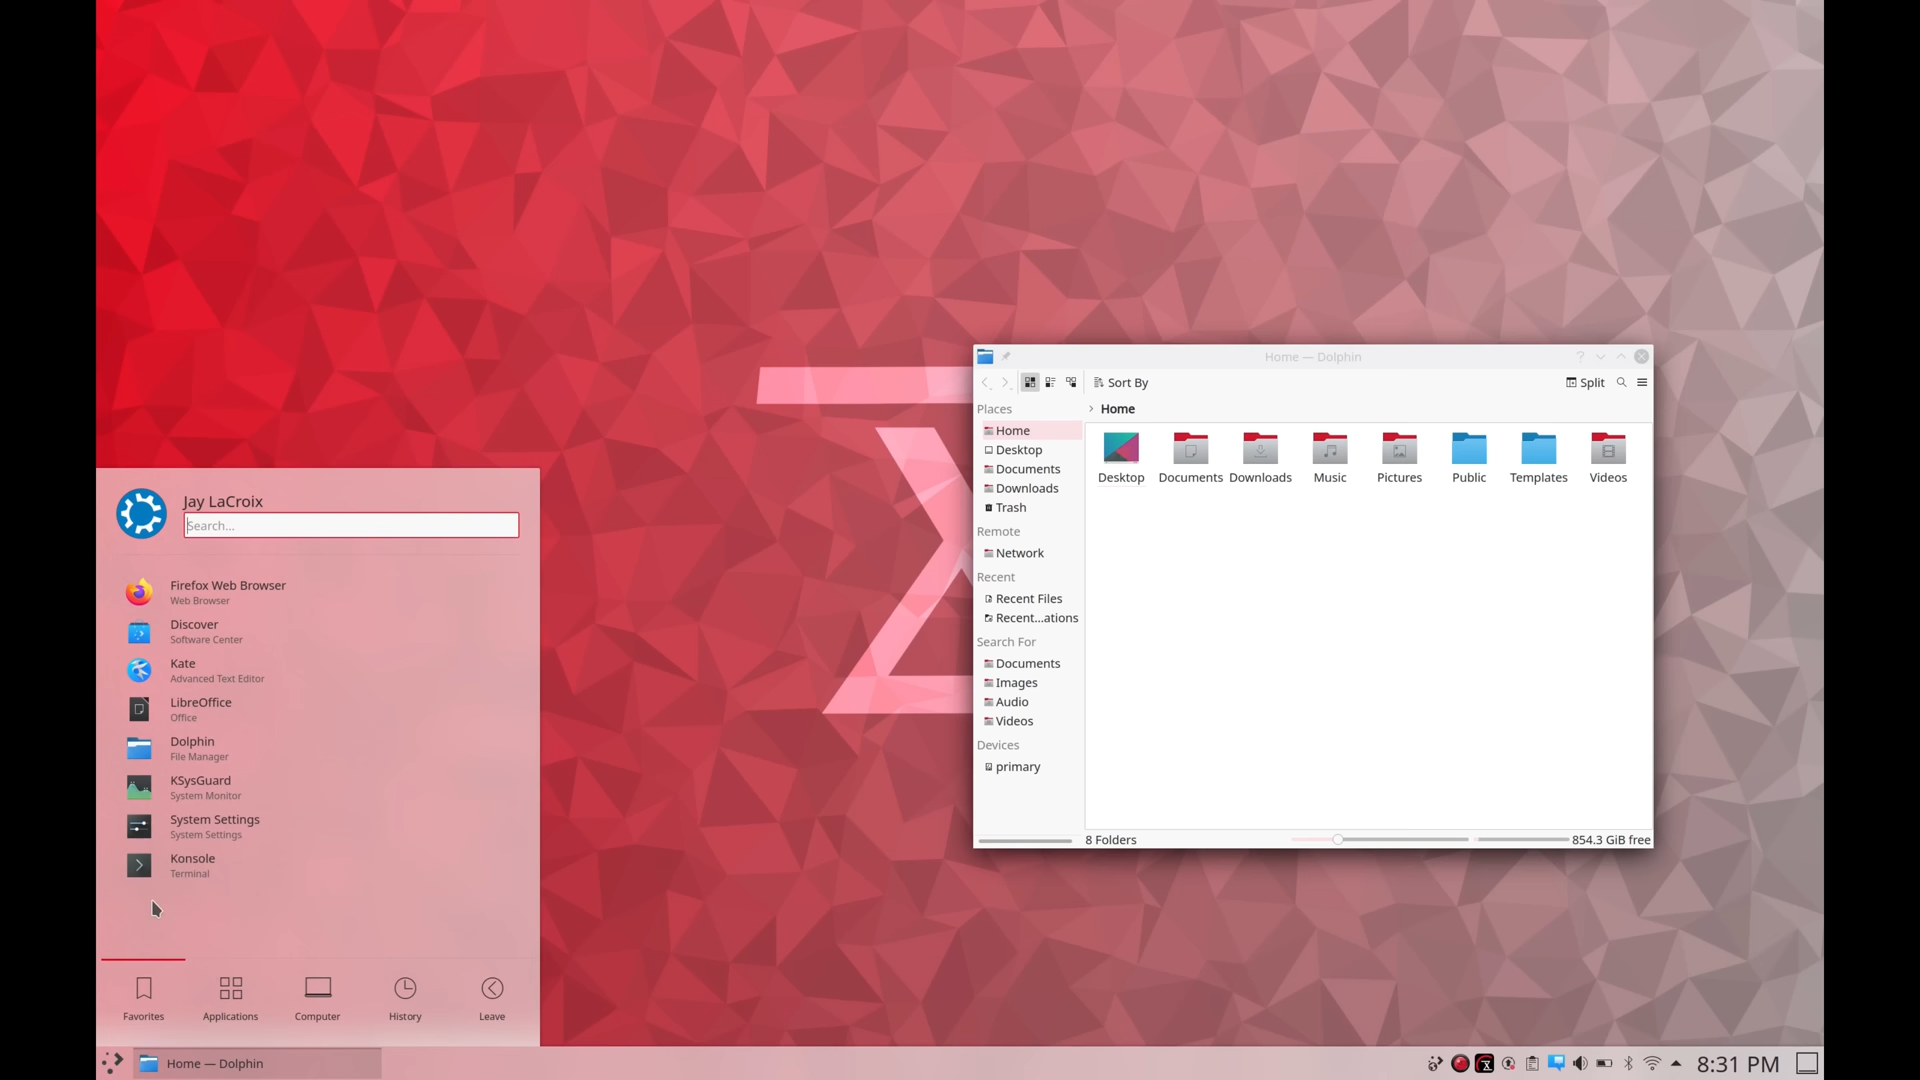 Home — Dolphin
Sort By
Split
Places
Home
Desktop
Documents
Downloads
Trash
Remote
Network
Recent
Recent Files
Recent...ations
Search For
Documents
Images
Audio
Videos
Devices
primary
Home
Desktop
Documents
Downloads
Music
Pictures
Public
Templates
Videos
8 Folders
854.3 GiB free
Jay LaCroix
Search...
Firefox Web Browser
Web Browser
Discover
Software Center
Kate
Advanced Text Editor
LibreOffice
Office
Dolphin
File Manager
KSysGuard
System Monitor
System Settings
System Settings
Konsole
Terminal
Favorites
Applications
Computer
History
Leave
Home — Dolphin
8:31 PM